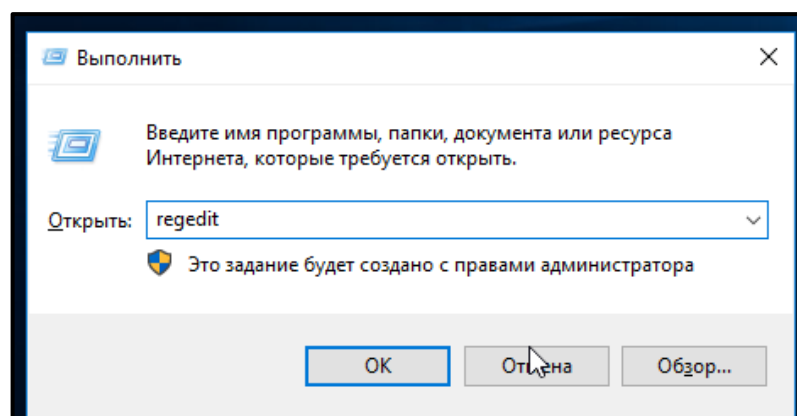 Выполнить
Введите имя программы, папки, документа или ресурса
Интернета, которые требуется открыть.
Открыть: regedit
Это задание будет создано с правами администратора
OK Отмена Обзор...